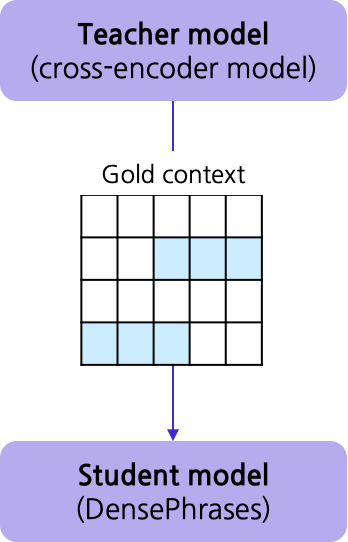 Teacher model
(cross-encoder model)
Gold context
Student model
(DensePhrases)